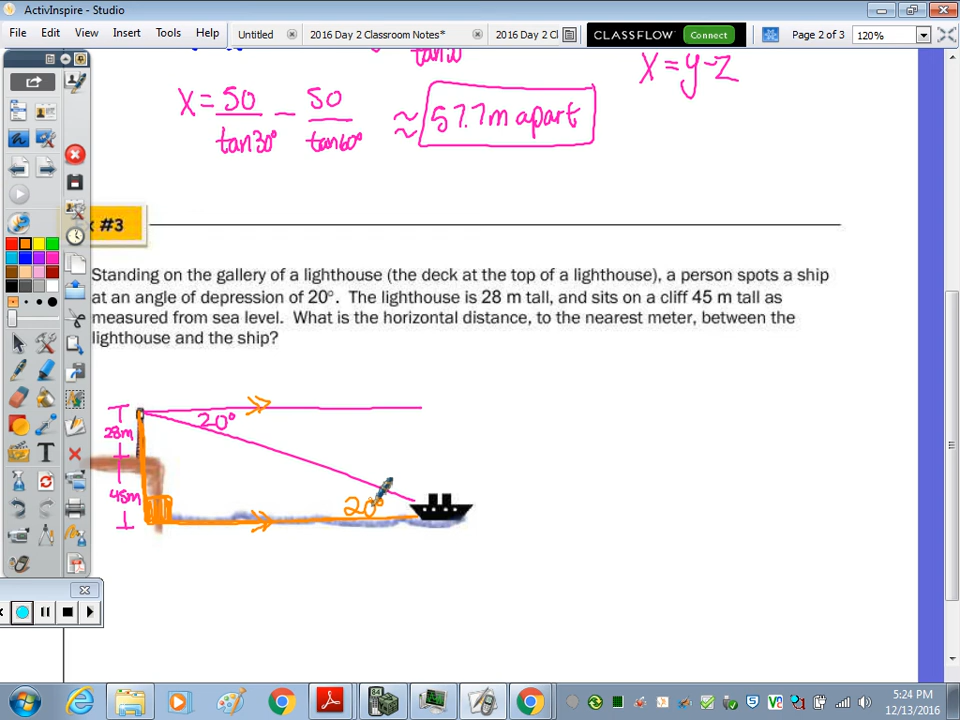 ActivInspire - Studio
File Edit View Insert Tools Help Untitled 2016 Day 2 Classroom Notes* 2016 Day 2 Cl CLASSFLOW Connect Page 2 of 3 120%
X = y - z
X = 50/tan30° - 50/tan60° ≈ 57.7m apart
#3
Standing on the gallery of a lighthouse (the deck at the top of a lighthouse), a person spots a ship
at an angle of depression of 20°. The lighthouse is 28 m tall, and sits on a cliff 45 m tall as
measured from sea level. What is the horizontal distance, to the nearest meter, between the
lighthouse and the ship?
20°
28m
45m
20°
5:24 PM
12/13/2016